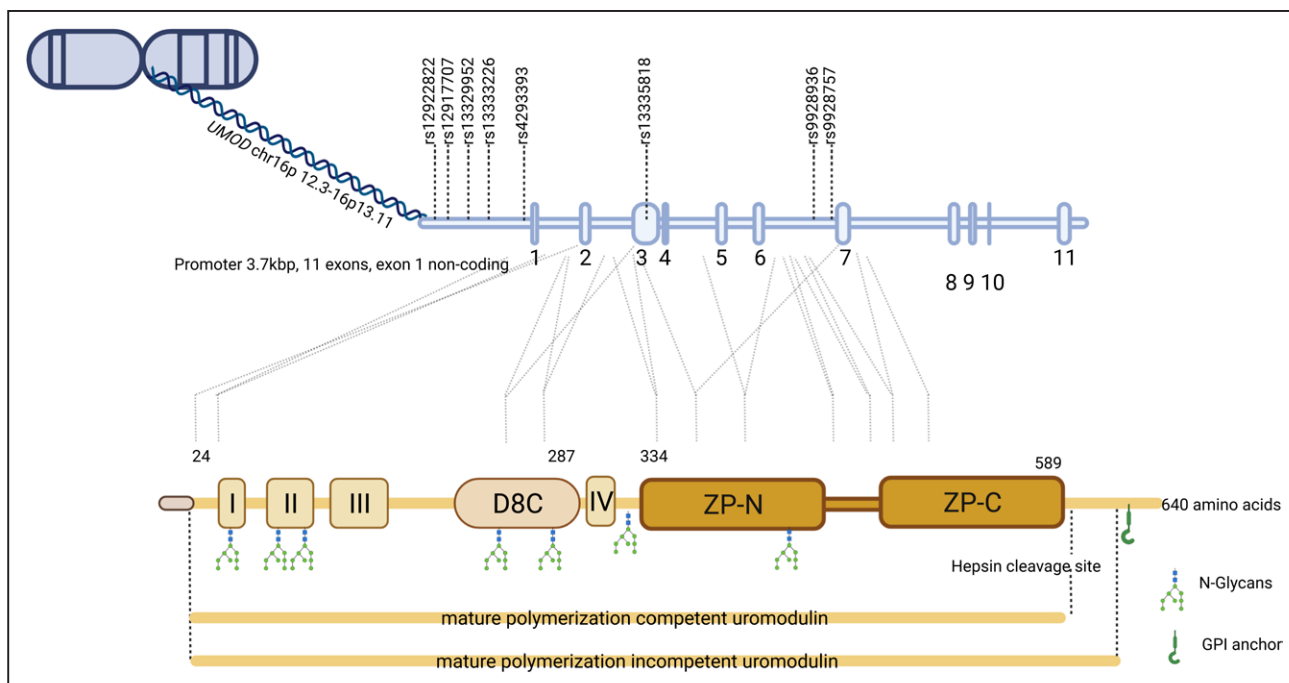 rs12922822
rs12917707
rs13329952
rs13333226
rs4293393
rs13335818
rs9928936
rs9928757
UMOD chr16p 12.3-16p13.11
Promoter 3.7kbp, 11 exons, exon 1 non-coding
1 2 3 4 5 6 7
8 9 10 11
24 287 334 589
I II III D8C IV ZP-N ZP-C
640 amino acids
Hepsin cleavage site
N-Glycans
mature polymerization competent uromodulin
GPI anchor
mature polymerization incompetent uromodulin